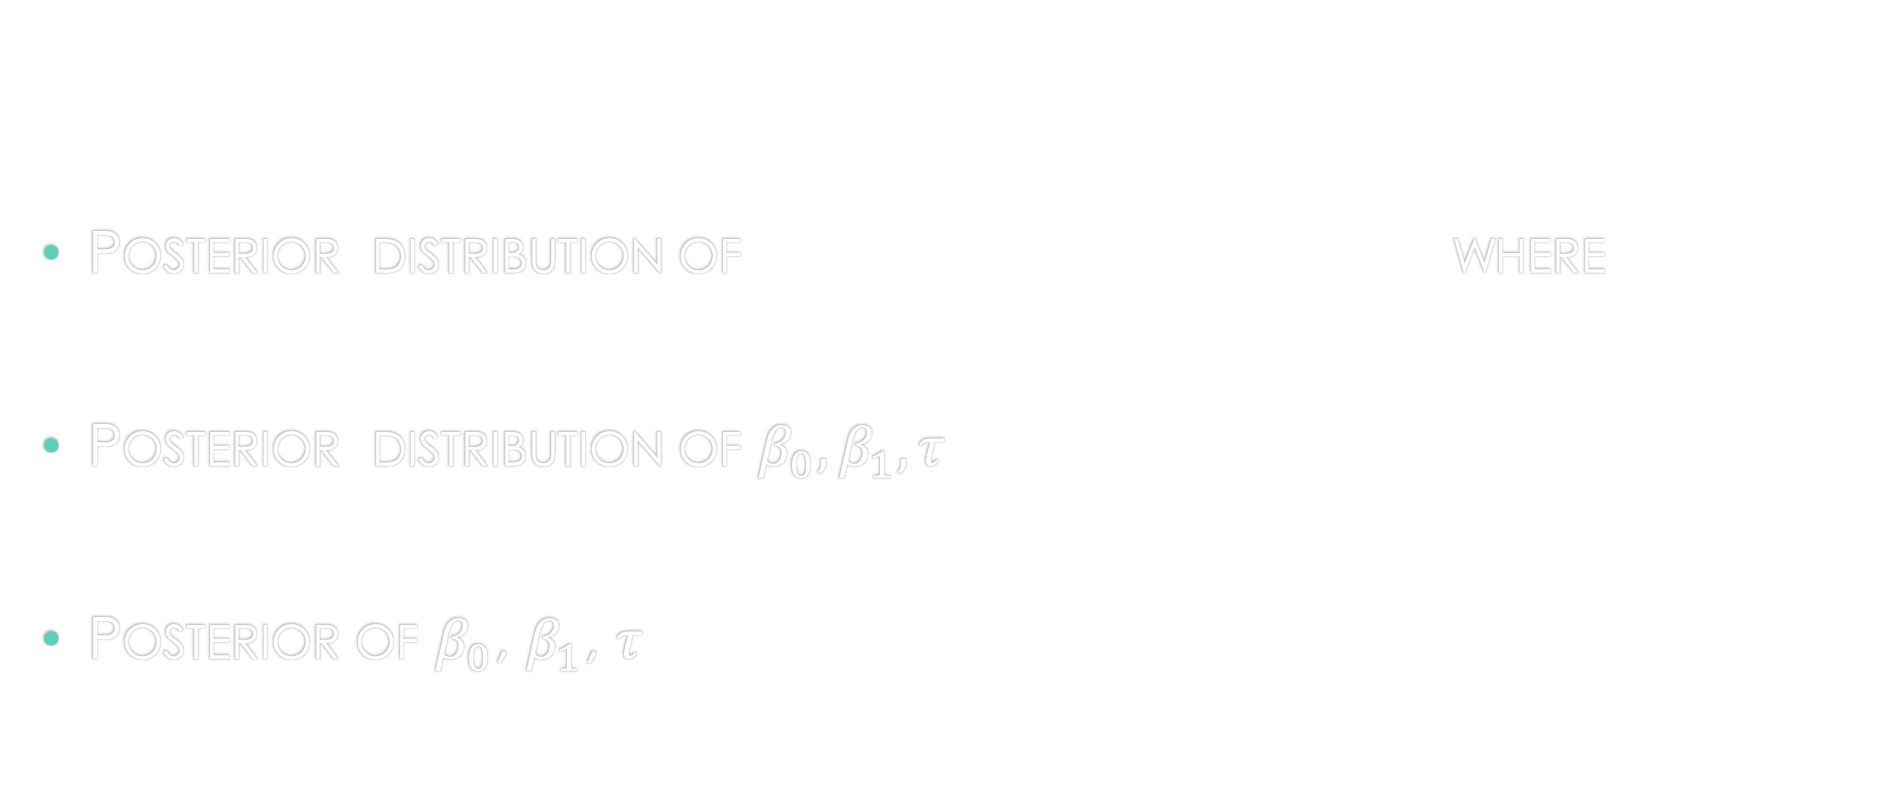 • Posterior distribution of where
• Posterior distribution of β₀, β₁, τ
• Posterior of β₀, β₁, τ